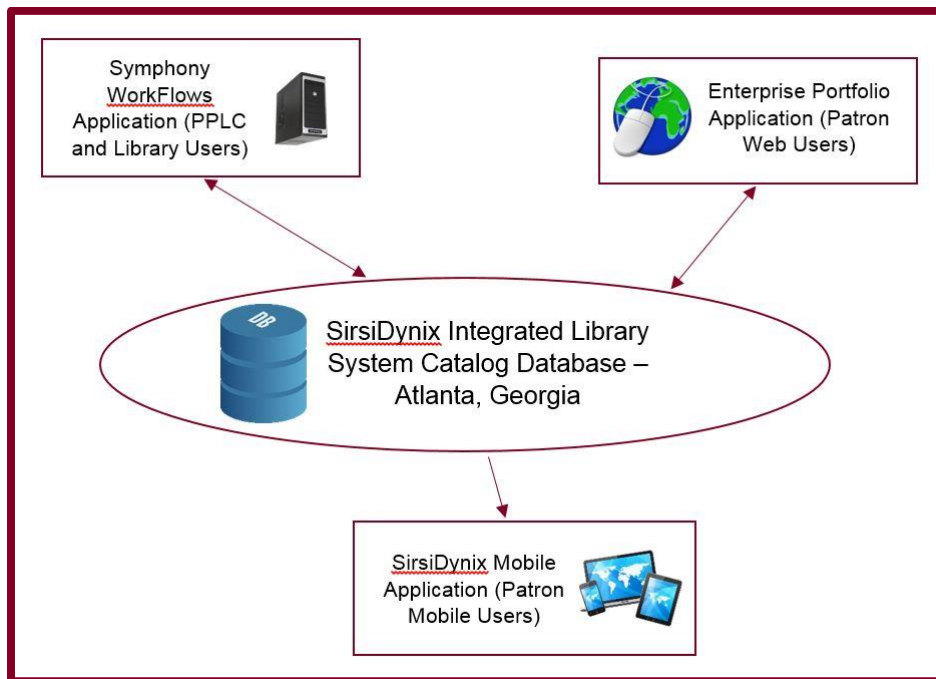 Symphony
WorkFlows
Application (PPLC
and Library Users)
Enterprise Portfolio
Application (Patron
Web Users)
DB
SirsiDynix Integrated Library
System Catalog Database –
Atlanta, Georgia
SirsiDynix Mobile
Application (Patron
Mobile Users)